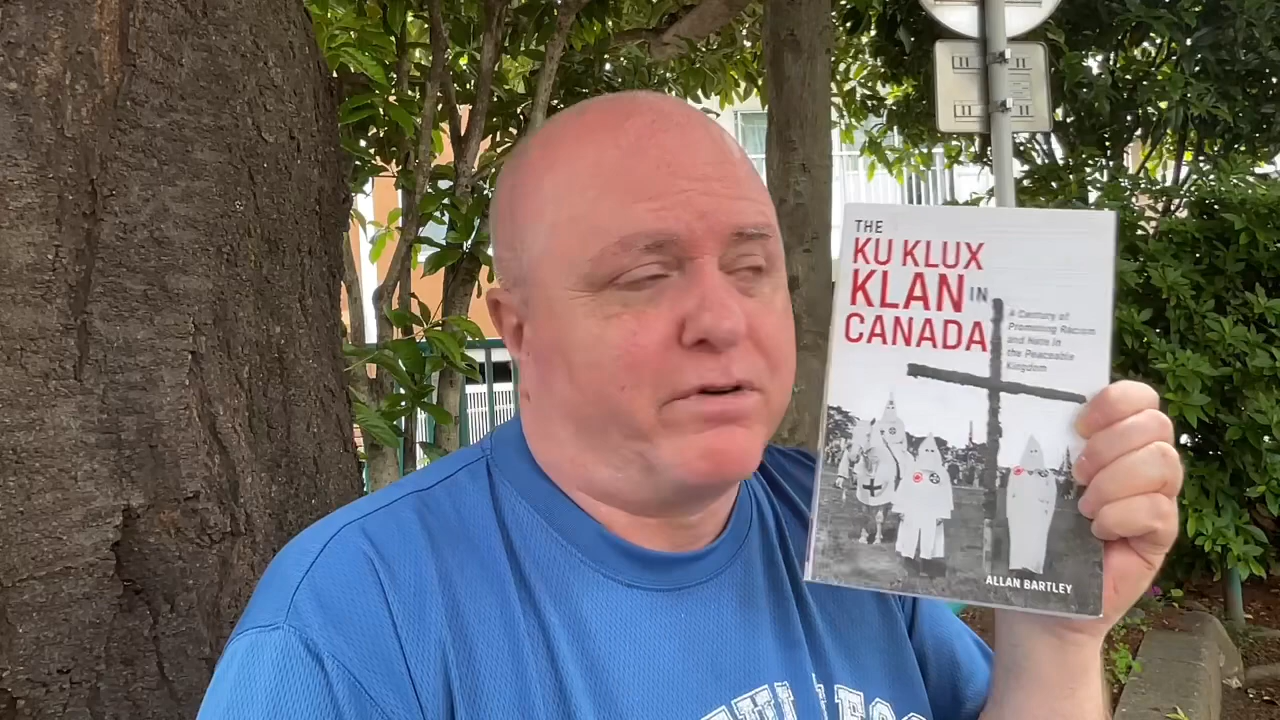 THE
KU KLUX
KLAN IN
CANADA
A Century of
Promoting Racism
and Hate in
the Peaceable
Kingdom
ALLAN BARTLEY